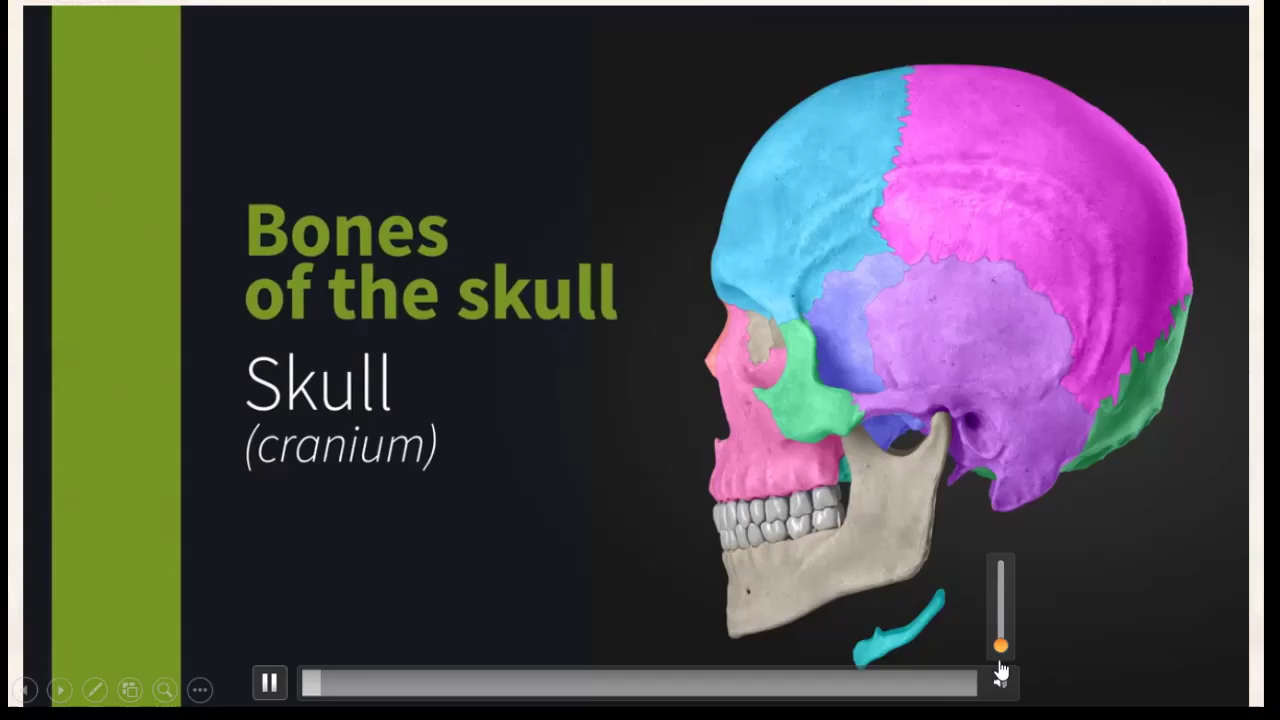 Bones
of the skull
Skull
(cranium)